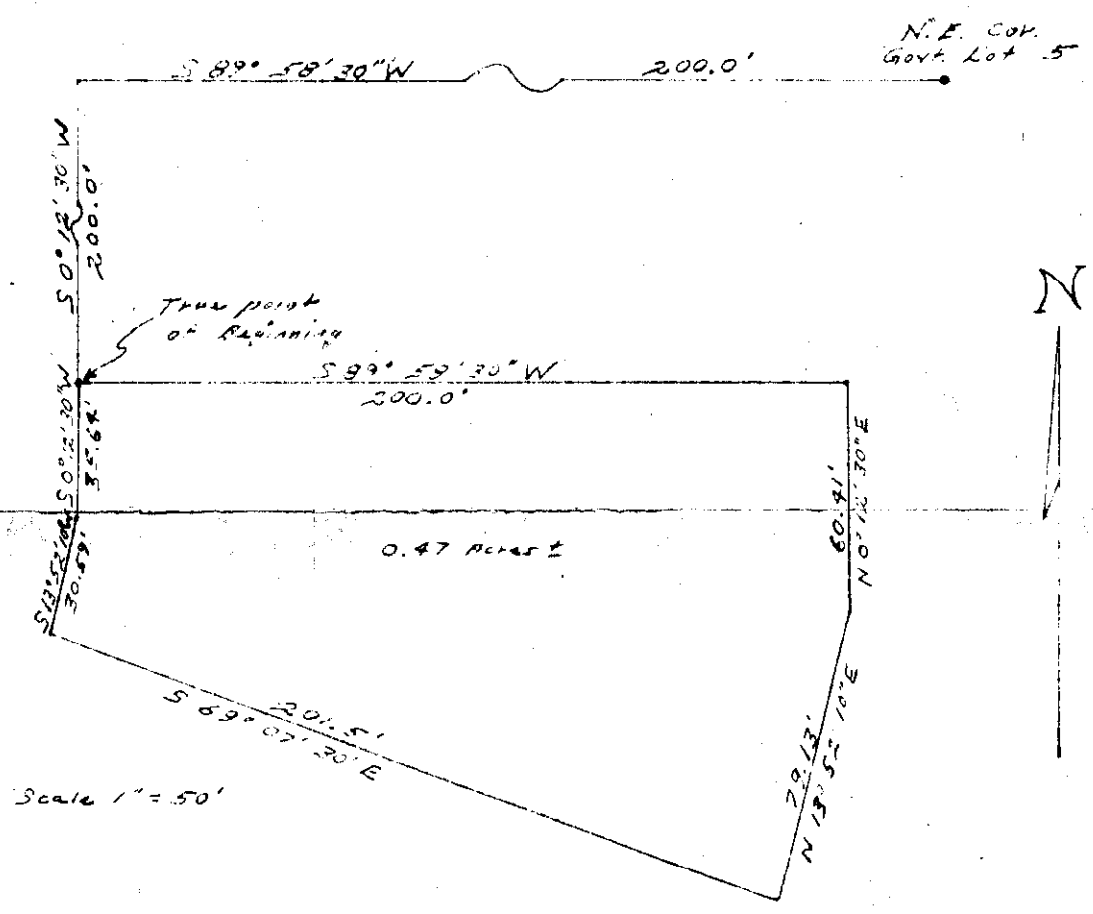 N.E. Cor.
Govt. Lot 5
S 89° 58' 30" W
200.0'
S 0° 12' 30" W
200.0'
True point
of Beginning
N
S 89° 59' 30" W
200.0'
S 0° 12' 30" W
35.64'
60.41'
N 0° 12' 30" E
0.47 Acres ±
S 13° 52' 10" W
30.59'
201.5'
S 69° 07' 30" E
79.13'
N 13° 52' 10" E
Scale 1" = 50'